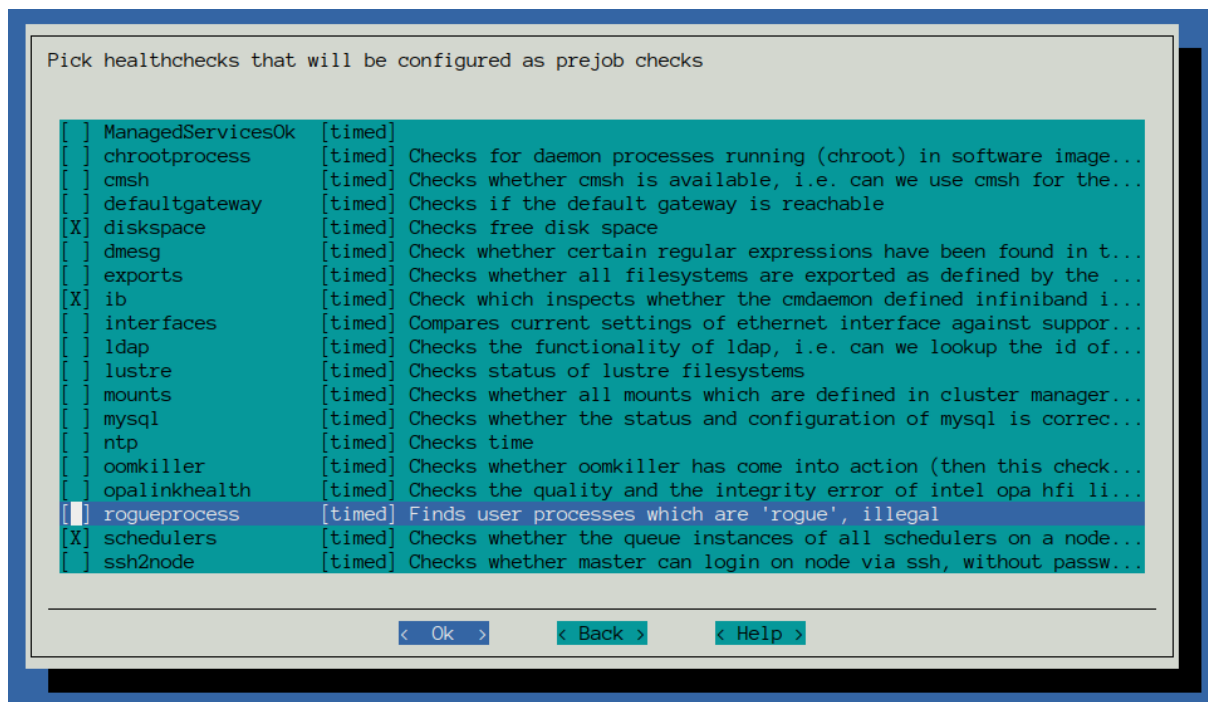 Pick healthchecks that will be configured as prejob checks
[ ] ManagedServicesOk [timed]
[ ] chrootprocess [timed] Checks for daemon processes running (chroot) in software image...
[ ] cmsh [timed] Checks whether cmsh is available, i.e. can we use cmsh for the...
[ ] defaultgateway [timed] Checks if the default gateway is reachable
[X] diskspace [timed] Checks free disk space
[ ] dmesg [timed] Check whether certain regular expressions have been found in t...
[ ] exports [timed] Checks whether all filesystems are exported as defined by the ...
[X] ib [timed] Check which inspects whether the cmdaemon defined infiniband i...
[ ] interfaces [timed] Compares current settings of ethernet interface against suppor...
[ ] ldap [timed] Checks the functionality of ldap, i.e. can we lookup the id of...
[ ] lustre [timed] Checks status of lustre filesystems
[ ] mounts [timed] Checks whether all mounts which are defined in cluster manager...
[ ] mysql [timed] Checks whether the status and configuration of mysql is correc...
[ ] ntp [timed] Checks time
[ ] oomkiller [timed] Checks whether oomkiller has come into action (then this check...
[ ] opalinkhealth [timed] Checks the quality and the integrity error of intel opa hfi li...
[ ] rogueprocess [timed] Finds user processes which are 'rogue', illegal
[X] schedulers [timed] Checks whether the queue instances of all schedulers on a node...
[ ] ssh2node [timed] Checks whether master can login on node via ssh, without passw...
< Ok > < Back > < Help >